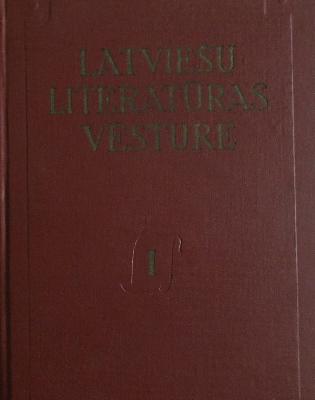 LATVIEŠU
LITERATŪRAS
VĒSTURE
I